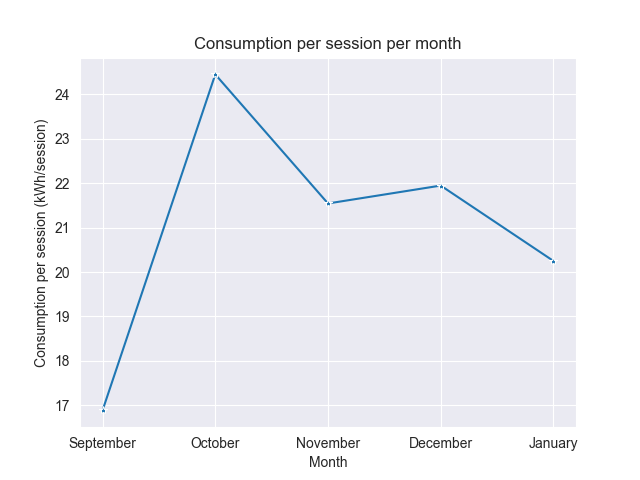 Consumption per session per month
Consumption per session (kWh/session)
24
23
22
21
20
19
18
17
September October November December January
Month